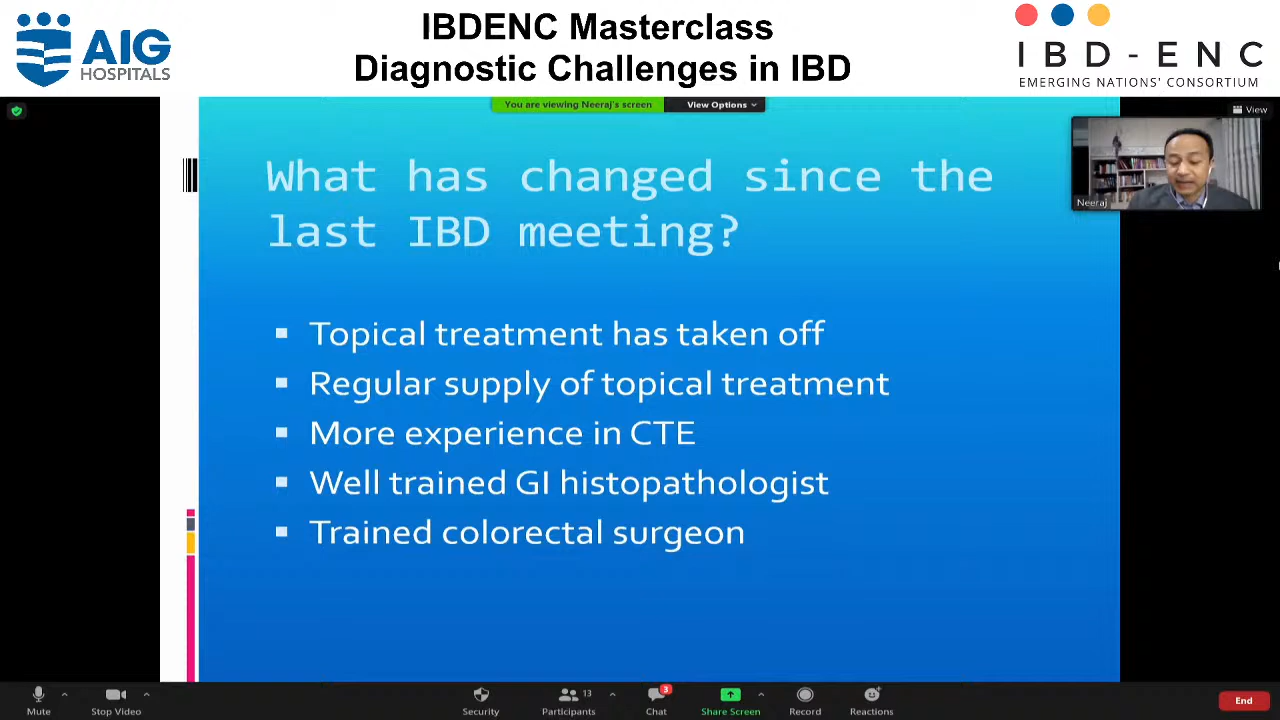 IBDENC Masterclass
Diagnostic Challenges in IBD
AIG
HOSPITALS
IBD-ENC
EMERGING NATIONS' CONSORTIUM
You are viewing Neeraj's screen
View Options
View
Neeraj
What has changed since the
last IBD meeting?
Topical treatment has taken off
Regular supply of topical treatment
More experience in CTE
Well trained GI histopathologist
Trained colorectal surgeon
Mute
Stop Video
Security
13
Participants
3
Chat
Share Screen
Record
Reactions
End